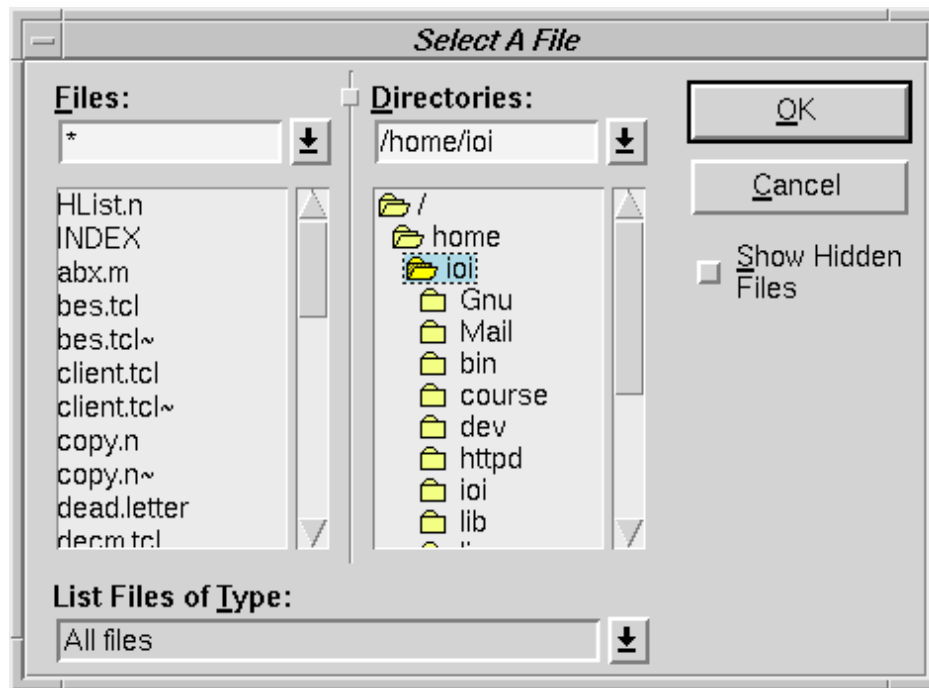 Select A File
Files:
*
HList.n
INDEX
abx.m
bes.tcl
bes.tcl~
client.tcl
client.tcl~
copy.n
copy.n~
dead.letter
decm.tcl
Directories:
/home/ioi
/
home
ioi
Gnu
Mail
bin
course
dev
httpd
ioi
lib
OK
Cancel
Show Hidden
Files
List Files of Type:
All files